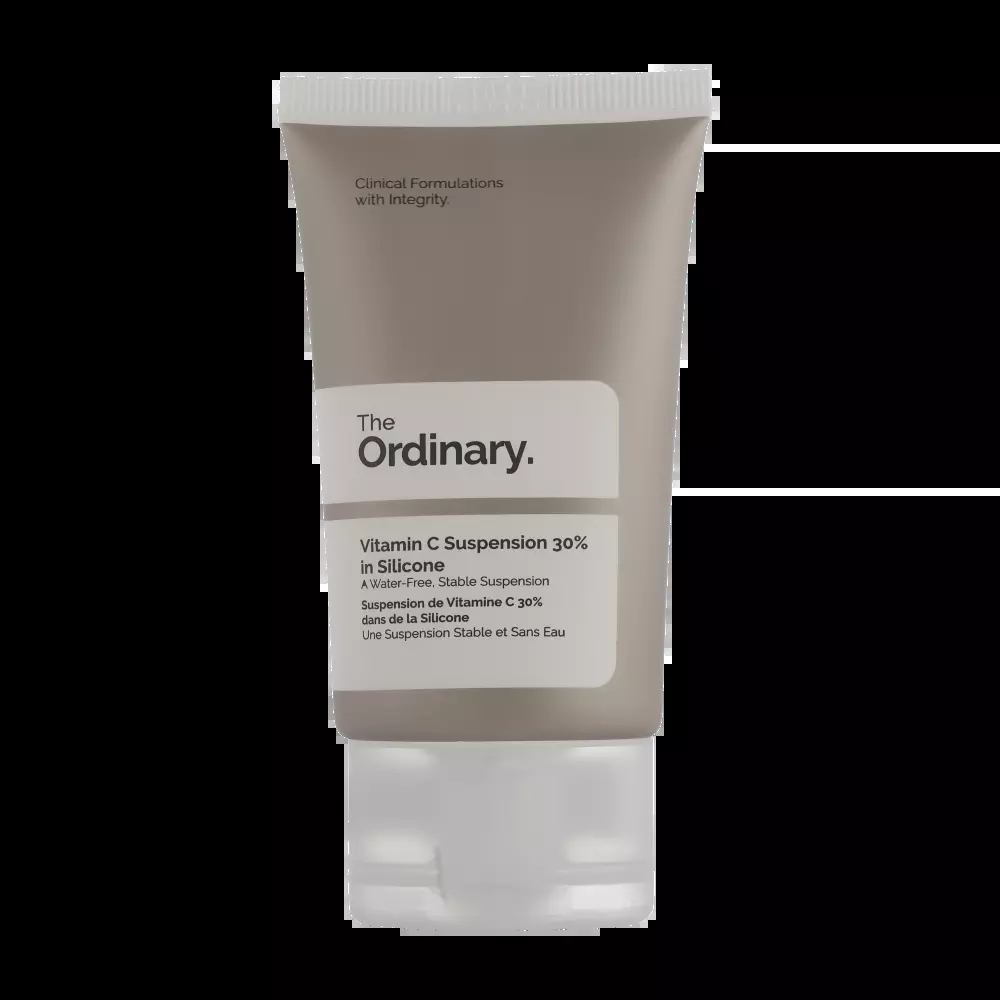 Clinical Formulations
with Integrity.
The
Ordinary.
Vitamin C Suspension 30%
in Silicone
A Water-Free, Stable Suspension
Suspension de Vitamine C 30%
dans de la Silicone
Une Suspension Stable et Sans Eau